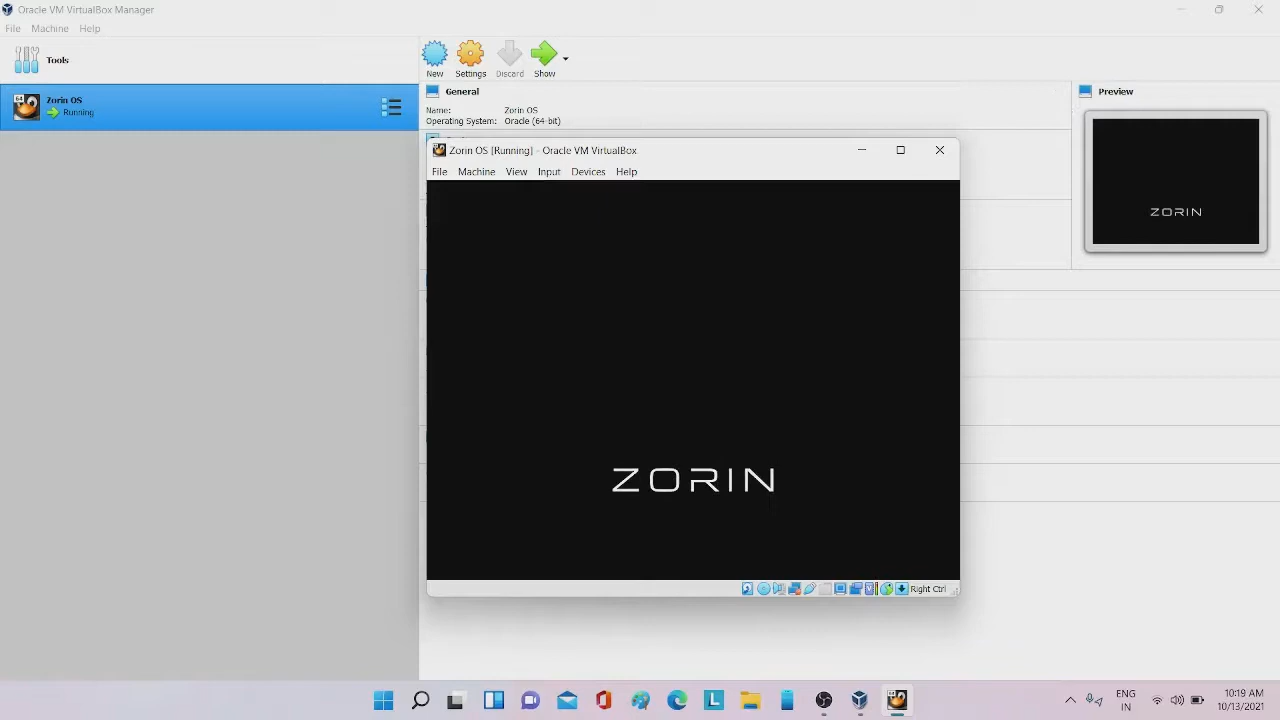 Oracle VM VirtualBox Manager
File Machine Help
Tools
New Settings Discard Show
64 Zorin OS
Running
General
Name: Zorin OS
Operating System: Oracle (64-bit)
Preview
ZORIN
Zorin OS [Running] - Oracle VM VirtualBox
File Machine View Input Devices Help
ZORIN
Right Ctrl
L
ENG
IN
10:19 AM
10/13/2021